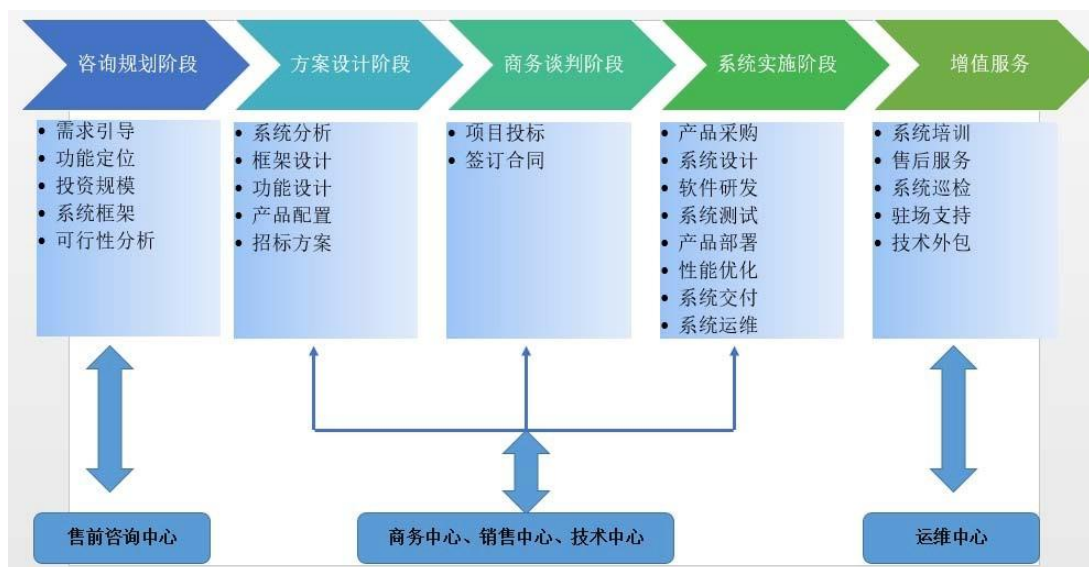 咨询规划阶段
方案设计阶段
商务谈判阶段
系统实施阶段
增值服务
• 需求引导
• 功能定位
• 投资规模
• 系统框架
• 可行性分析
• 系统分析
• 框架设计
• 功能设计
• 产品配置
• 招标方案
• 项目投标
• 签订合同
• 产品采购
• 系统设计
• 软件研发
• 系统测试
• 产品部署
• 性能优化
• 系统交付
• 系统运维
• 系统培训
• 售后服务
• 系统巡检
• 驻场支持
• 技术外包
售前咨询中心
商务中心、销售中心、技术中心
运维中心